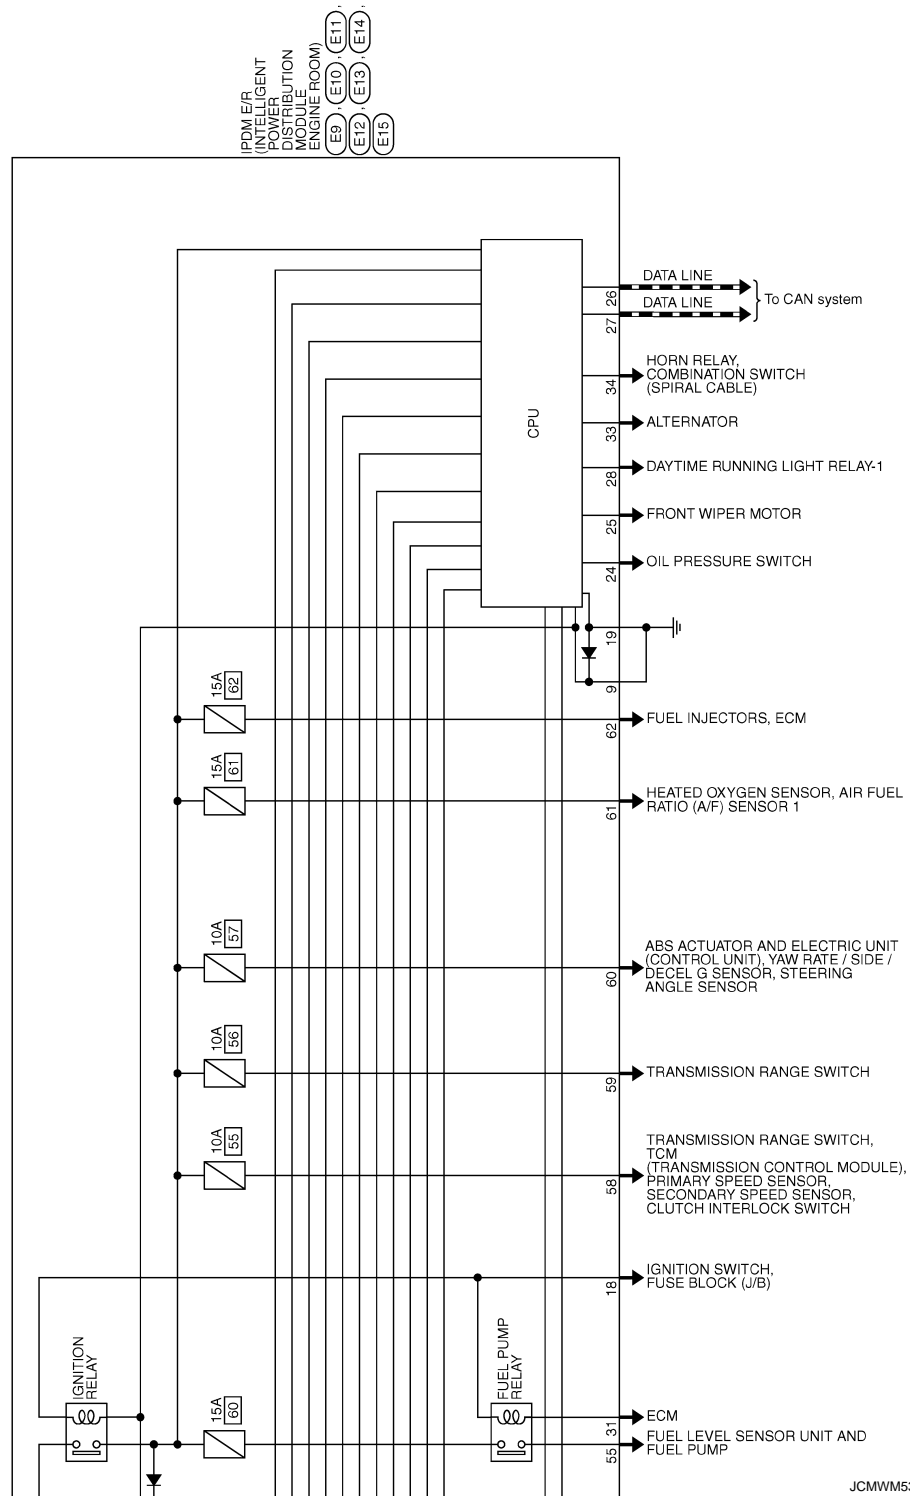 IPDM E/R
(INTELLIGENT
POWER
DISTRIBUTION
MODULE
ENGINE ROOM)
E9 , E10 , E11 ,
E12 , E13 , E14 ,
E15
CPU
DATA LINE
26
DATA LINE
27
To CAN system
HORN RELAY,
COMBINATION SWITCH
(SPIRAL CABLE)
34
ALTERNATOR
33
DAYTIME RUNNING LIGHT RELAY-1
28
FRONT WIPER MOTOR
25
OIL PRESSURE SWITCH
24
19
9
15A
62
FUEL INJECTORS, ECM
62
15A
61
HEATED OXYGEN SENSOR, AIR FUEL
RATIO (A/F) SENSOR 1
61
10A
57
ABS ACTUATOR AND ELECTRIC UNIT
(CONTROL UNIT), YAW RATE / SIDE /
DECEL G SENSOR, STEERING
ANGLE SENSOR
60
10A
56
TRANSMISSION RANGE SWITCH
59
10A
55
TRANSMISSION RANGE SWITCH,
TCM
(TRANSMISSION CONTROL MODULE),
PRIMARY SPEED SENSOR,
SECONDARY SPEED SENSOR,
CLUTCH INTERLOCK SWITCH
58
IGNITION SWITCH,
FUSE BLOCK (J/B)
18
IGNITION
RELAY
15A
60
FUEL PUMP
RELAY
ECM
31
FUEL LEVEL SENSOR UNIT AND
FUEL PUMP
55